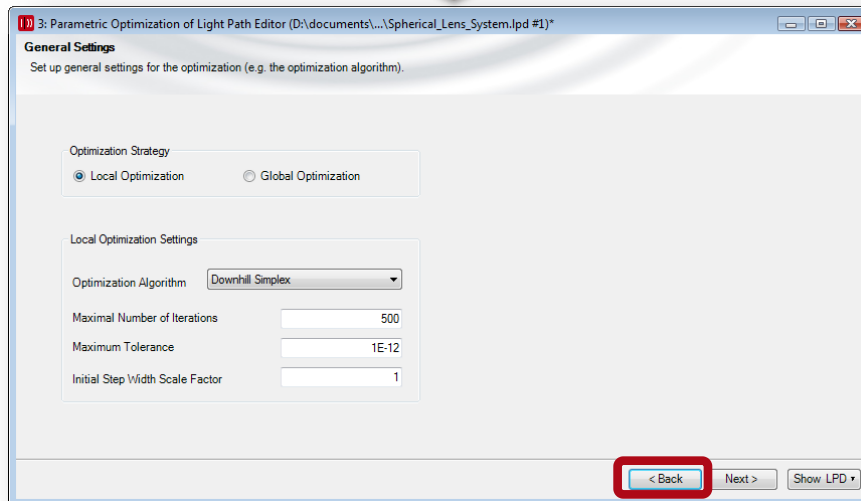 3: Parametric Optimization of Light Path Editor (D:\documents\...\Spherical_Lens_System.lpd #1)*
General Settings
Set up general settings for the optimization (e.g. the optimization algorithm).
Optimization Strategy
Local Optimization Global Optimization
Local Optimization Settings
Optimization Algorithm Downhill Simplex
Maximal Number of Iterations 500
Maximum Tolerance 1E-12
Initial Step Width Scale Factor 1
< Back Next > Show LPD